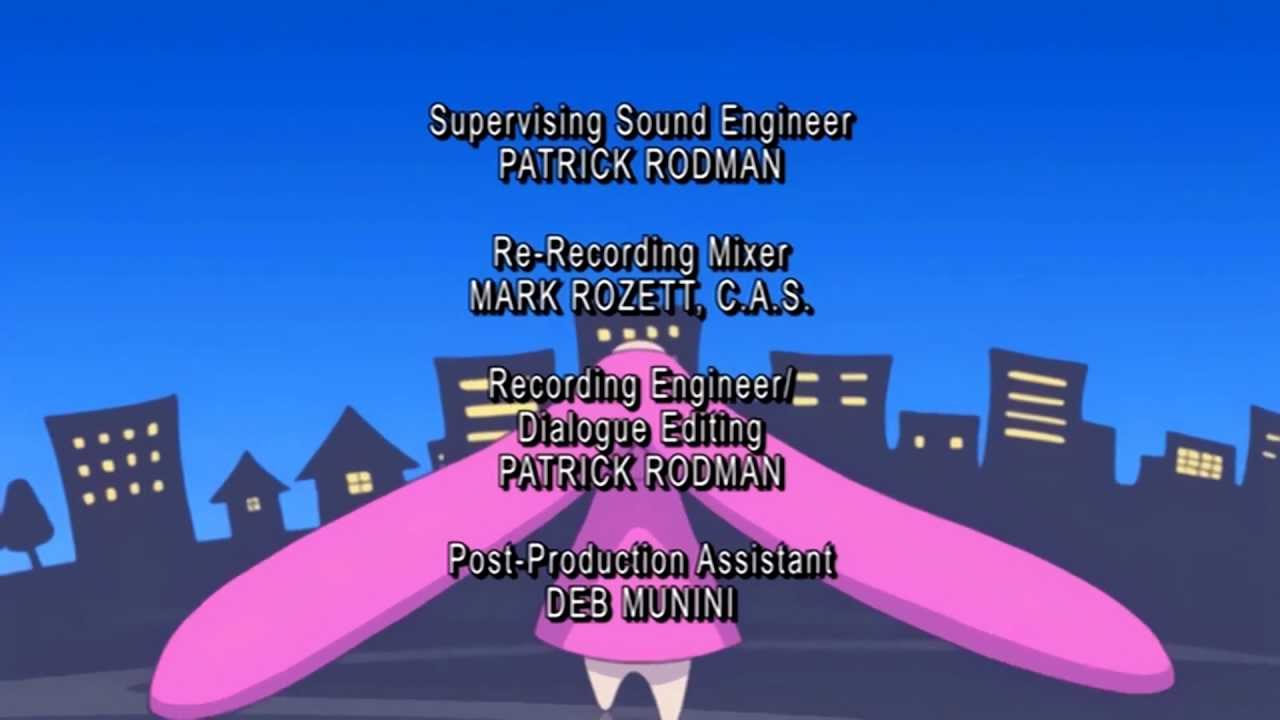 Supervising Sound Engineer
PATRICK RODMAN
Re-Recording Mixer
MARK ROZETT, C.A.S.
Recording Engineer/
Dialogue Editing
PATRICK RODMAN
Post-Production Assistant
DEB MUNINI